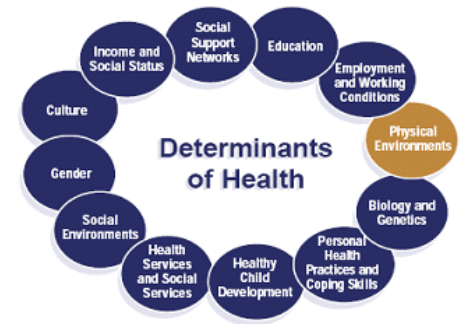 Social
Support
Networks
Education
Employment
and Working
Conditions
Physical
Environments
Biology and
Genetics
Personal
Health
Practices and
Coping Skills
Healthy
Child
Development
Health
Services
and Social
Services
Social
Environments
Gender
Culture
Income and
Social Status
Determinants
of Health